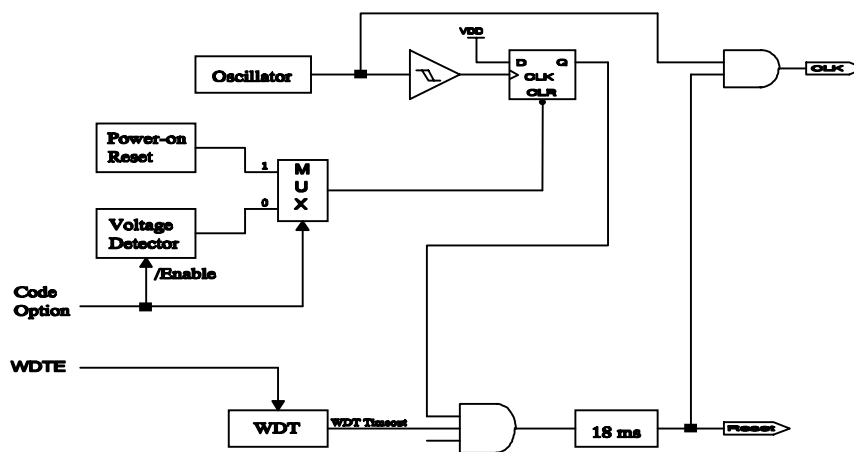 VDD
Oscillator
D Q
CLK
CLR
CLK
Power-on
Reset
1
M
U
X
0
Voltage
Detector
/Enable
Code
Option
WDTE
WDT
WDT Timeout
18 ms
Reset